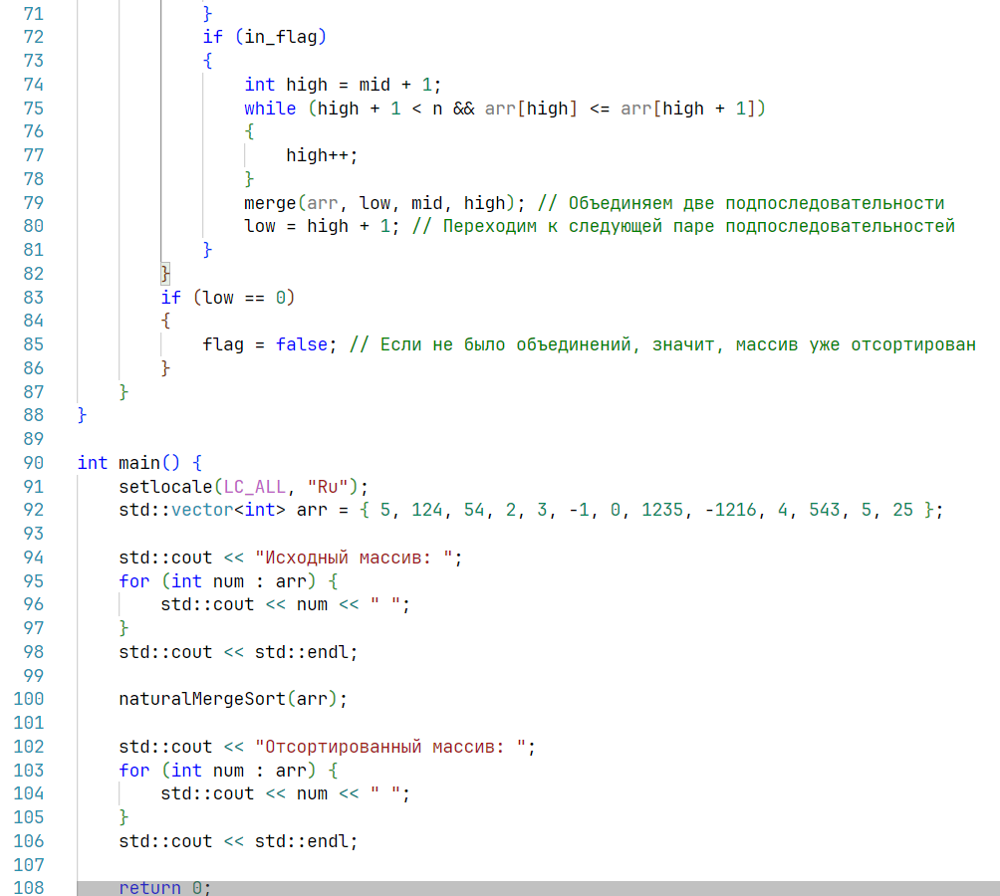 71 }
72 if (in_flag)
73 {
74 int high = mid + 1;
75 while (high + 1 < n && arr[high] <= arr[high + 1])
76 {
77 high++;
78 }
79 merge(arr, low, mid, high); // Объединяем две подпоследовательности
80 low = high + 1; // Переходим к следующей паре подпоследовательностей
81 }
82 }
83 if (low == 0)
84 {
85 flag = false; // Если не было объединений, значит, массив уже отсортирован
86 }
87 }
88 }
89
90 int main() {
91 setlocale(LC_ALL, "Ru");
92 std::vector<int> arr = { 5, 124, 54, 2, 3, -1, 0, 1235, -1216, 4, 543, 5, 25 };
93
94 std::cout << "Исходный массив: ";
95 for (int num : arr) {
96 std::cout << num << " ";
97 }
98 std::cout << std::endl;
99
100 naturalMergeSort(arr);
101
102 std::cout << "Отсортированный массив: ";
103 for (int num : arr) {
104 std::cout << num << " ";
105 }
106 std::cout << std::endl;
107
108 return 0;